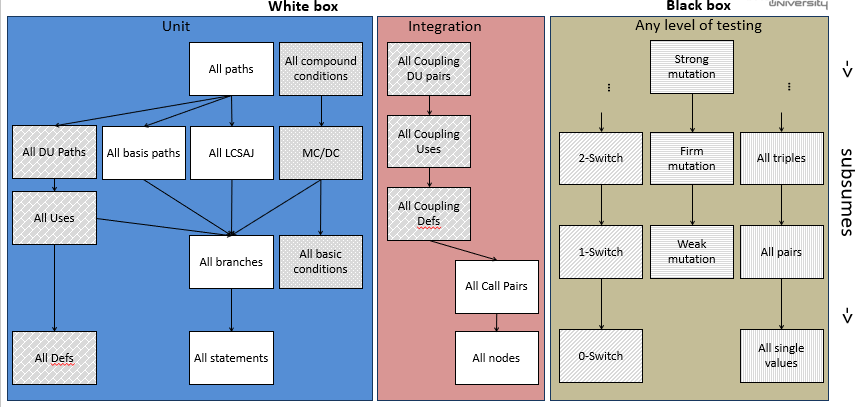 White box
Black box
UNIVERSITY
Unit
Integration
Any level of testing
All paths
All compound
conditions
All DU Paths
All basis paths
All LCSAJ
MC/DC
All Uses
All branches
All basic
conditions
All Defs
All statements
All Coupling
DU pairs
All Coupling
Uses
All Coupling
Defs
All Call Pairs
All nodes
...
Strong
mutation
...
2-Switch
Firm
mutation
All triples
1-Switch
Weak
mutation
All pairs
0-Switch
All single
values
->
subsumes
->